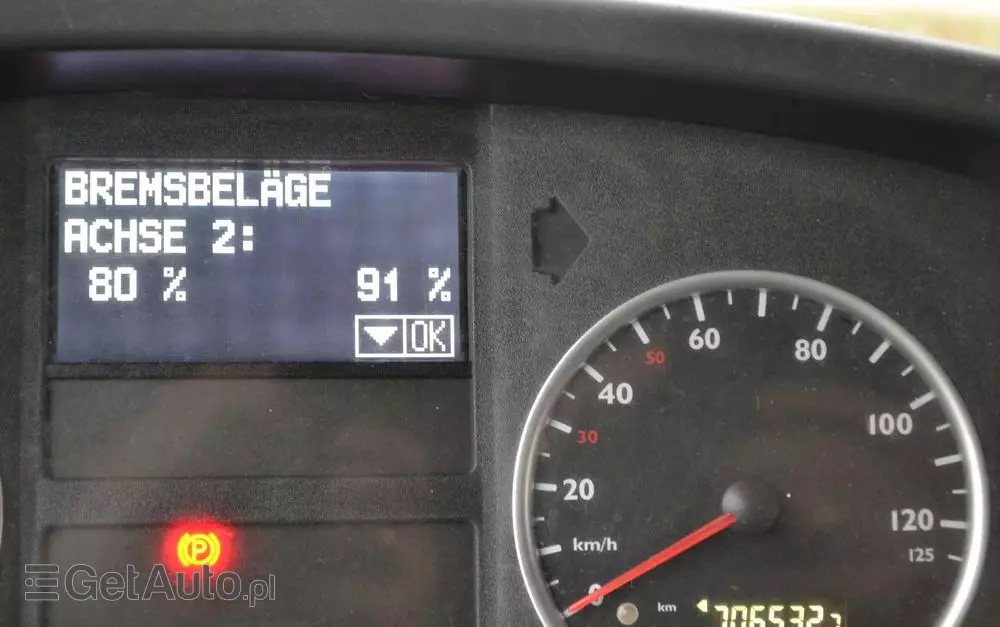 BREMSBELÄGE
ACHSE 2:
80 % 91 %
OK
60
50
80
40
100
30
20
120
km/h
125
0
km
P
GetAuto.pl